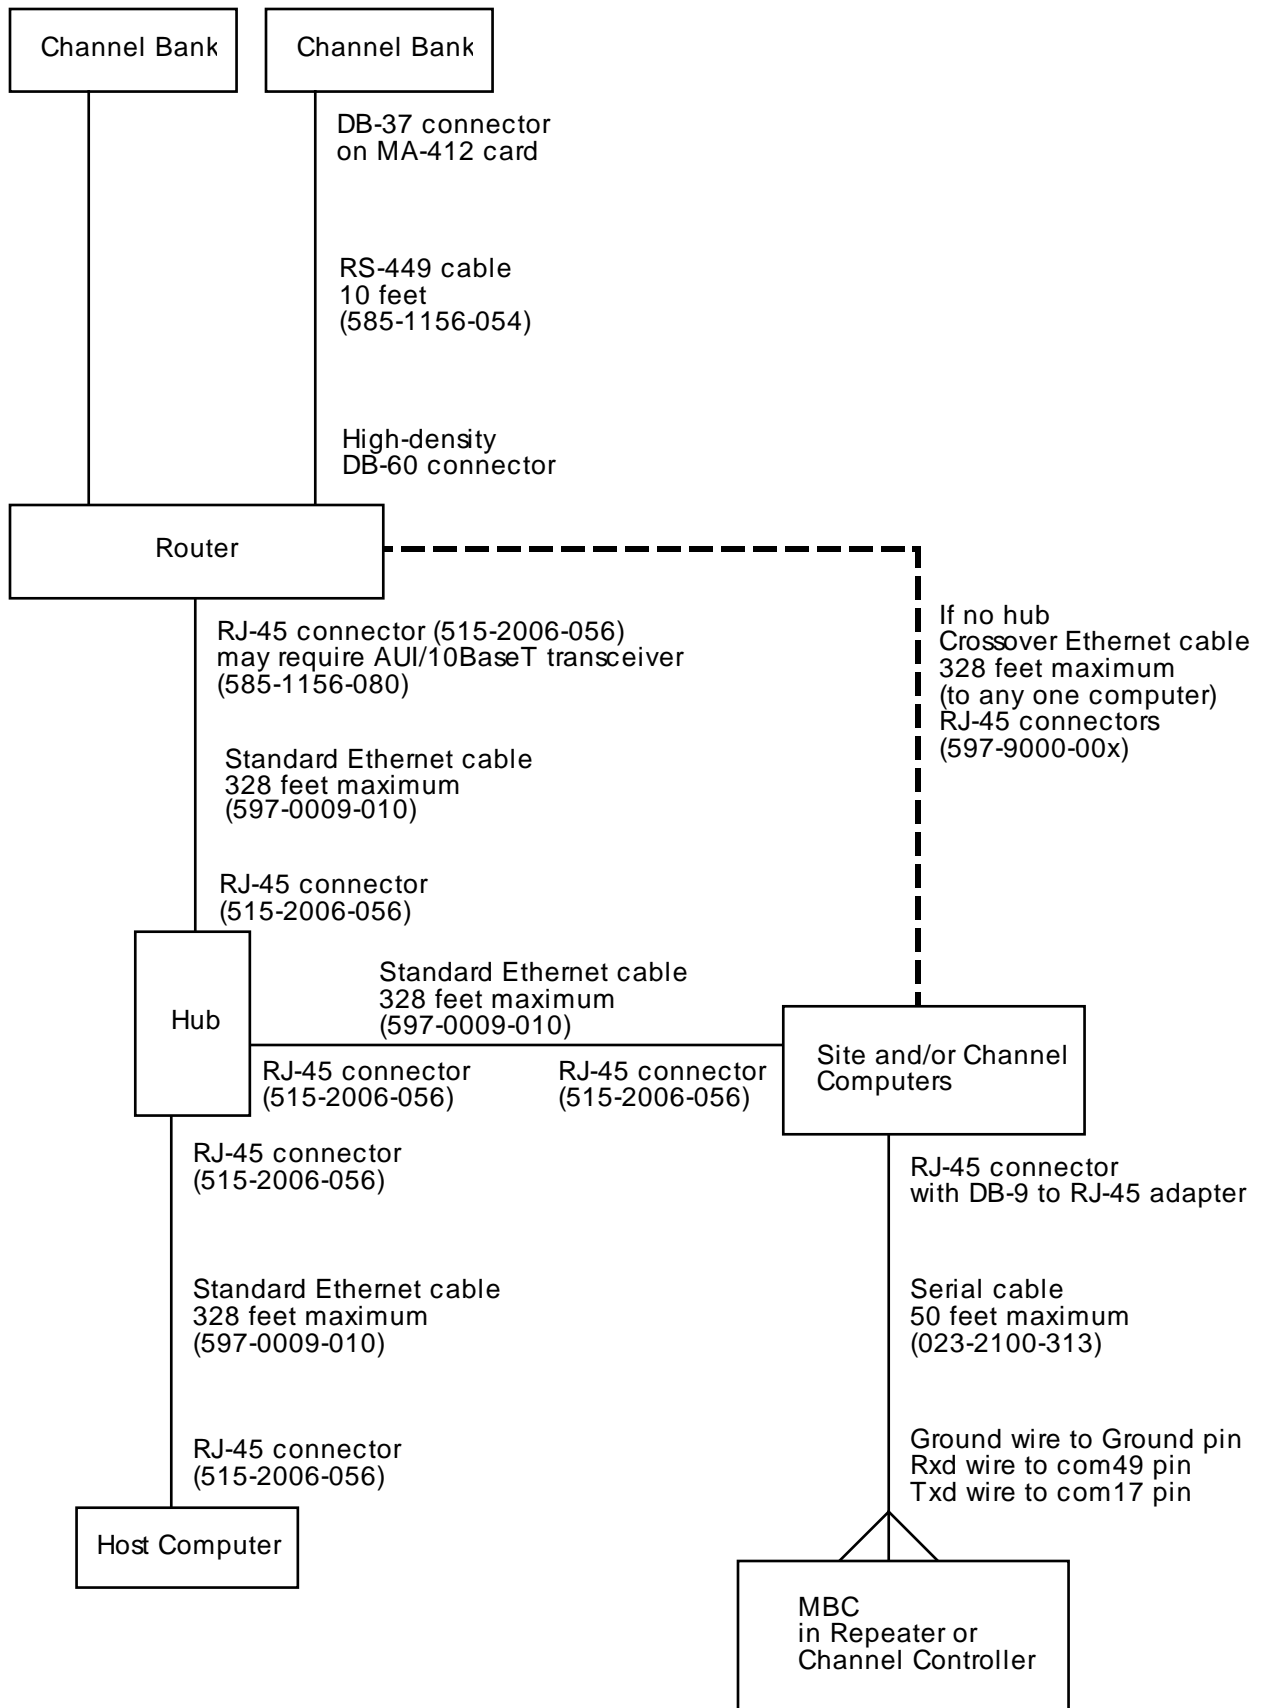 Channel Bank
Channel Bank
DB-37 connector
on MA-412 card
RS-449 cable
10 feet
(585-1156-054)
High-density
DB-60 connector
Router
RJ-45 connector (515-2006-056)
may require AUI/10BaseT transceiver
(585-1156-080)
If no hub
Crossover Ethernet cable
328 feet maximum
(to any one computer)
RJ-45 connectors
(597-9000-00x)
Standard Ethernet cable
328 feet maximum
(597-0009-010)
RJ-45 connector
(515-2006-056)
Hub
Standard Ethernet cable
328 feet maximum
(597-0009-010)
RJ-45 connector
(515-2006-056)
RJ-45 connector
(515-2006-056)
Site and/or Channel
Computers
RJ-45 connector
(515-2006-056)
RJ-45 connector
with DB-9 to RJ-45 adapter
Standard Ethernet cable
328 feet maximum
(597-0009-010)
Serial cable
50 feet maximum
(023-2100-313)
RJ-45 connector
(515-2006-056)
Ground wire to Ground pin
Rxd wire to com49 pin
Txd wire to com17 pin
Host Computer
MBC
in Repeater or
Channel Controller